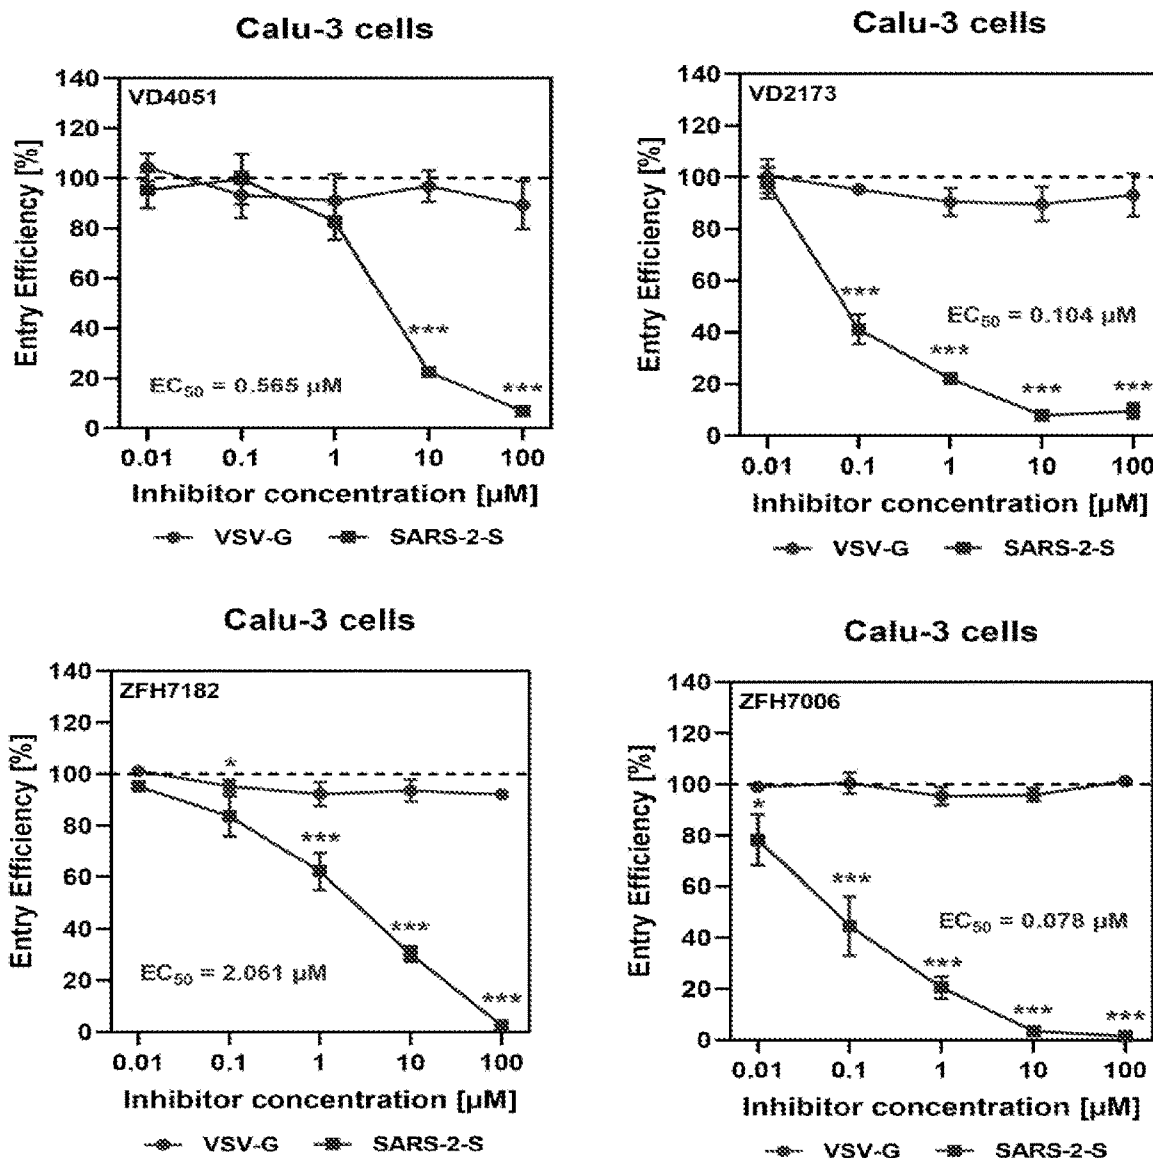 Calu-3 cells
140
120
100
80
60
40
20
0
Entry Efficiency [%]
VD4051
***
***
EC50 = 0.565 µM
0.01 0.1 1 10 100
Inhibitor concentration [µM]
VSV-G SARS-2-S
Calu-3 cells
140
120
100
80
60
40
20
0
Entry Efficiency [%]
VD2173
***
EC50 = 0.104 µM
***
***
***
0.01 0.1 1 10 100
Inhibitor concentration [µM]
VSV-G SARS-2-S
Calu-3 cells
140
120
100
80
60
40
20
0
Entry Efficiency [%]
ZFH7182
*
***
***
EC50 = 2.061 µM
***
0.01 0.1 1 10 100
Inhibitor concentration [µM]
VSV-G SARS-2-S
Calu-3 cells
140
120
100
80
60
40
20
0
Entry Efficiency [%]
ZFH7006
*
***
EC50 = 0.078 µM
***
***
***
0.01 0.1 1 10 100
Inhibitor concentration [µM]
VSV-G SARS-2-S